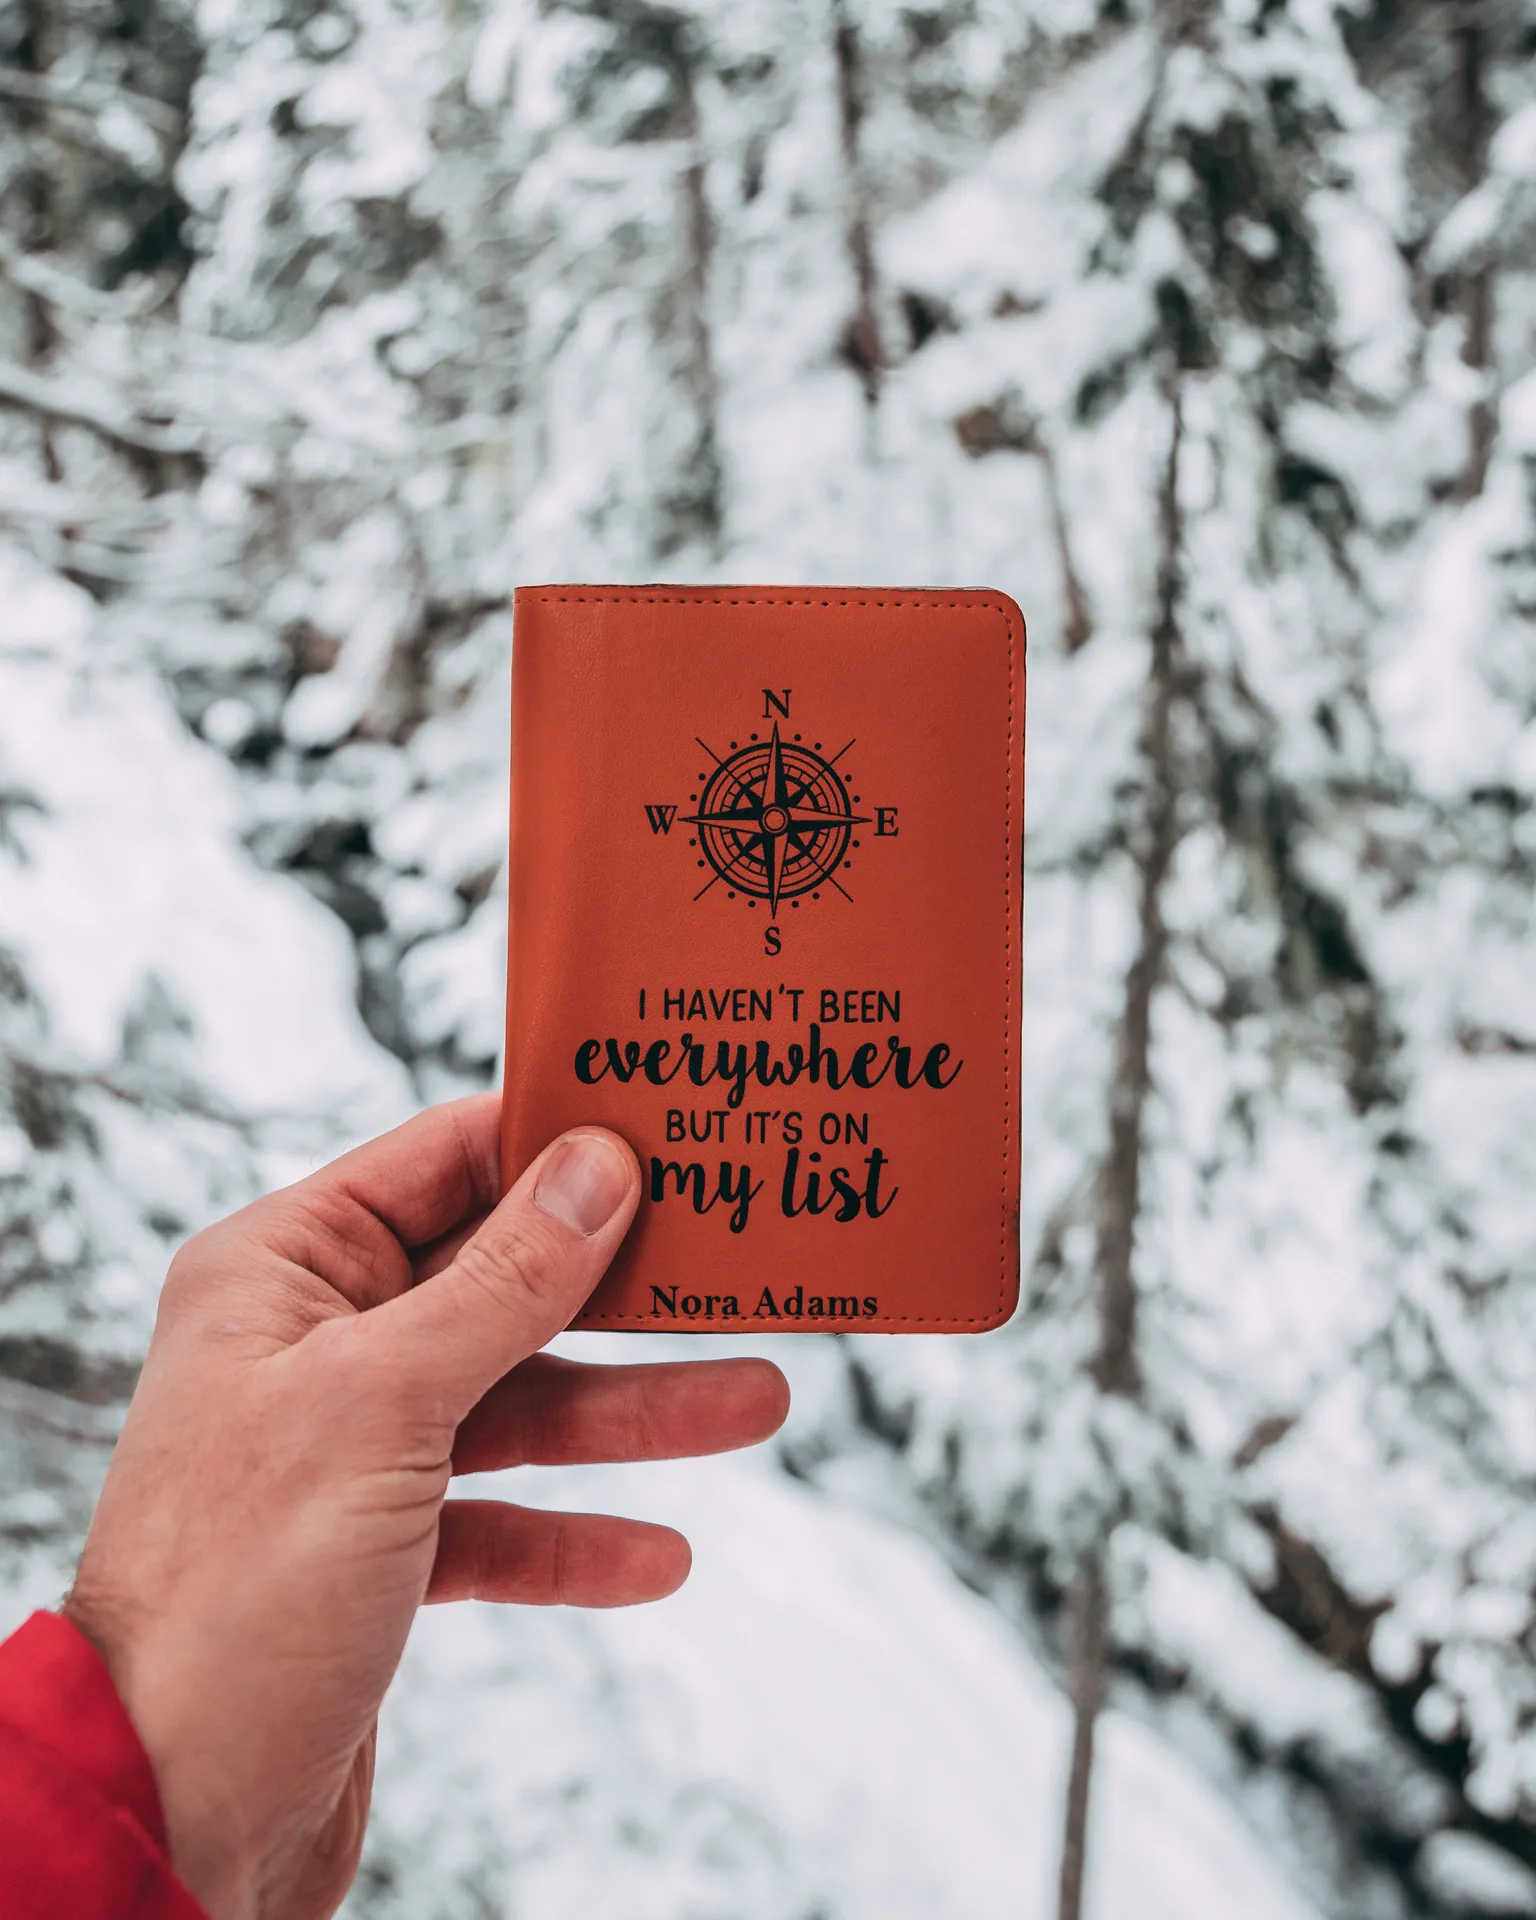 N
W E
S
I HAVEN'T BEEN
everywhere
BUT IT'S ON
my list
Nora Adams